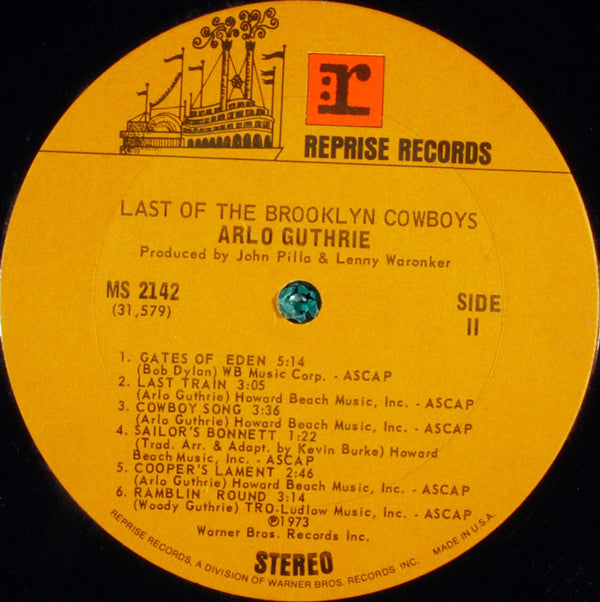 r
REPRISE RECORDS
LAST OF THE BROOKLYN COWBOYS
ARLO GUTHRIE
Produced by John Pilla & Lenny Waronker
MS 2142
(31,579)
SIDE
II
1. GATES OF EDEN 5:14
(Bob Dylan) WB Music Corp. - ASCAP
2. LAST TRAIN 3:05
(Arlo Guthrie) Howard Beach Music, Inc. - ASCAP
3. COWBOY SONG 3:36
(Arlo Guthrie) Howard Beach Music, Inc. - ASCAP
4. SAILOR'S BONNETT 1:22
(Trad. Arr. & Adapt. by Kevin Burke) Howard
Beach Music, Inc. - ASCAP
5. COOPER'S LAMENT 2:46
(Arlo Guthrie) Howard Beach Music, Inc. - ASCAP
6. RAMBLIN' ROUND 3:14
(Woody Guthrie) TRO-Ludlow Music, Inc. - ASCAP
℗1973
Warner Bros. Records Inc.
STEREO
REPRISE RECORDS, A DIVISION OF WARNER BROS. RECORDS INC. MADE IN U.S.A.